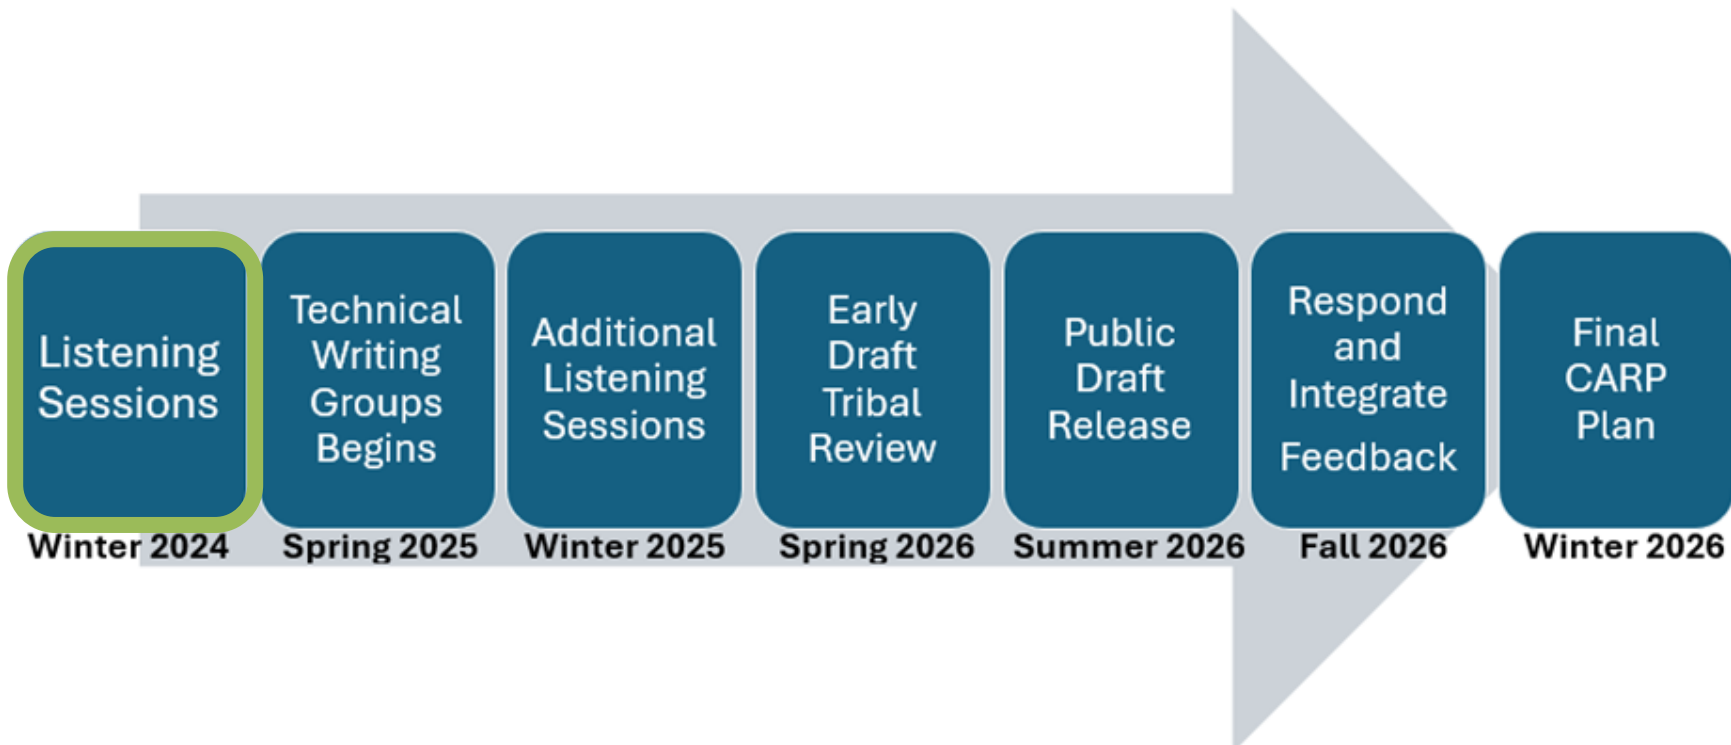 Listening
Sessions
Winter 2024
Technical
Writing
Groups
Begins
Spring 2025
Additional
Listening
Sessions
Winter 2025
Early
Draft
Tribal
Review
Spring 2026
Public
Draft
Release
Summer 2026
Respond
and
Integrate
Feedback
Fall 2026
Final
CARP
Plan
Winter 2026